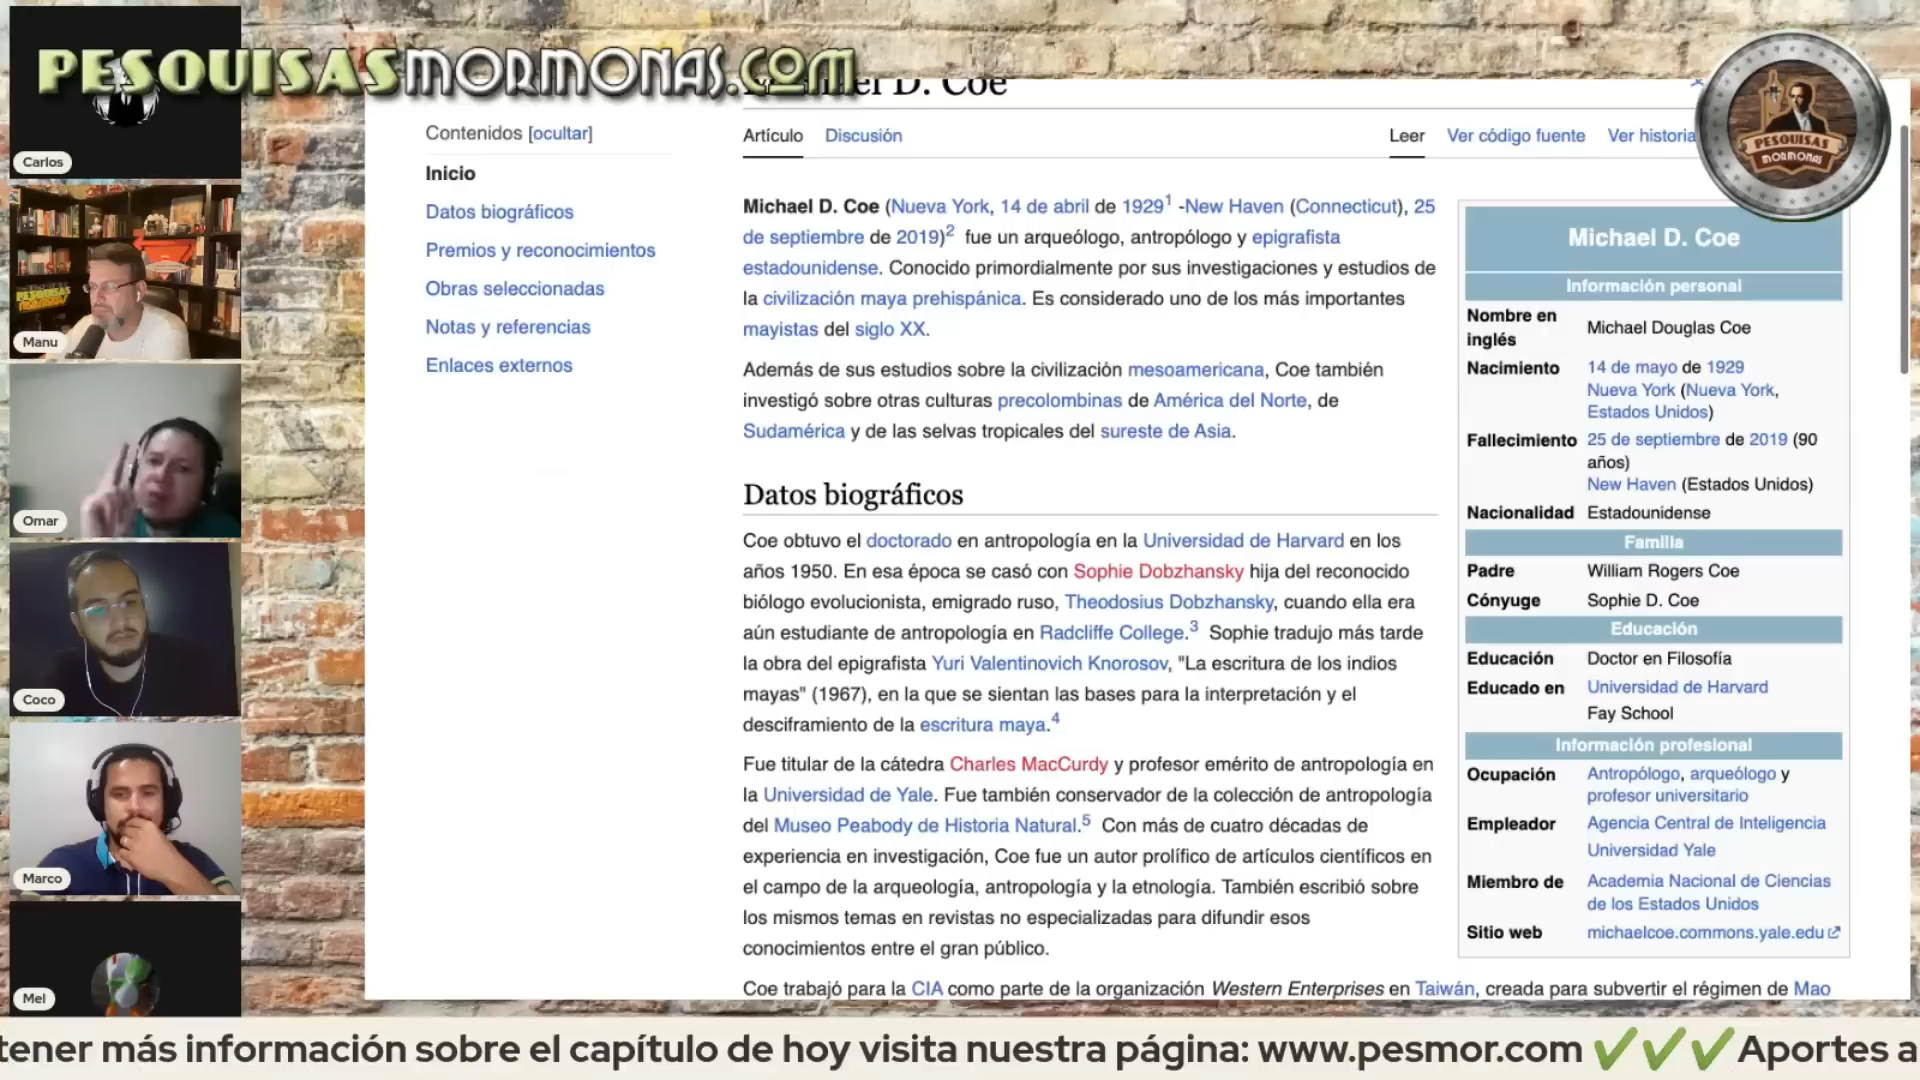 PESQUISASMORMONAS.COM
Carlos
Manu
Omar
Coco
Marco
Mel
PESQUISAS
MORMONAS
Contenidos [ocultar]
Inicio
Datos biográficos
Premios y reconocimientos
Obras seleccionadas
Notas y referencias
Enlaces externos
D. Coe
Artículo Discusión
Leer Ver código fuente Ver historia
Michael D. Coe (Nueva York, 14 de abril de 1929)1 -New Haven (Connecticut), 25
de septiembre de 2019)2 fue un arqueólogo, antropólogo y epigrafista
estadounidense. Conocido primordialmente por sus investigaciones y estudios de
la civilización maya prehispánica. Es considerado uno de los más importantes
mayistas del siglo XX.
Además de sus estudios sobre la civilización mesoamericana, Coe también
investigó sobre otras culturas precolombinas de América del Norte, de
Sudamérica y de las selvas tropicales del sureste de Asia.
Datos biográficos
Coe obtuvo el doctorado en antropología en la Universidad de Harvard en los
años 1950. En esa época se casó con Sophie Dobzhansky hija del reconocido
biólogo evolucionista, emigrado ruso, Theodosius Dobzhansky, cuando ella era
aún estudiante de antropología en Radcliffe College.3 Sophie tradujo más tarde
la obra del epigrafista Yuri Valentinovich Knorosov, "La escritura de los indios
mayas" (1967), en la que se sientan las bases para la interpretación y el
desciframiento de la escritura maya.4
Fue titular de la cátedra Charles MacCurdy y profesor emérito de antropología en
la Universidad de Yale. Fue también conservador de la colección de antropología
del Museo Peabody de Historia Natural.5 Con más de cuatro décadas de
experiencia en investigación, Coe fue un autor prolífico de artículos científicos en
el campo de la arqueología, antropología y la etnología. También escribió sobre
los mismos temas en revistas no especializadas para difundir esos
conocimientos entre el gran público.
Coe trabajó para la CIA como parte de la organización Western Enterprises en Taiwán, creada para subvertir el régimen de Mao
Michael D. Coe
Información personal
Nombre en inglés Michael Douglas Coe
Nacimiento 14 de mayo de 1929
Nueva York (Nueva York,
Estados Unidos)
Fallecimiento 25 de septiembre de 2019 (90
años)
New Haven (Estados Unidos)
Nacionalidad Estadounidense
Familia
Padre William Rogers Coe
Cónyuge Sophie D. Coe
Educación
Educación Doctor en Filosofía
Educado en Universidad de Harvard
Fay School
Información profesional
Ocupación Antropólogo, arqueólogo y
profesor universitario
Empleador Agencia Central de Inteligencia
Universidad Yale
Miembro de Academia Nacional de Ciencias
de los Estados Unidos
Sitio web michaelcoe.commons.yale.edu
tener más información sobre el capítulo de hoy visita nuestra página: www.pesmor.com ✔✔✔ Aportes a